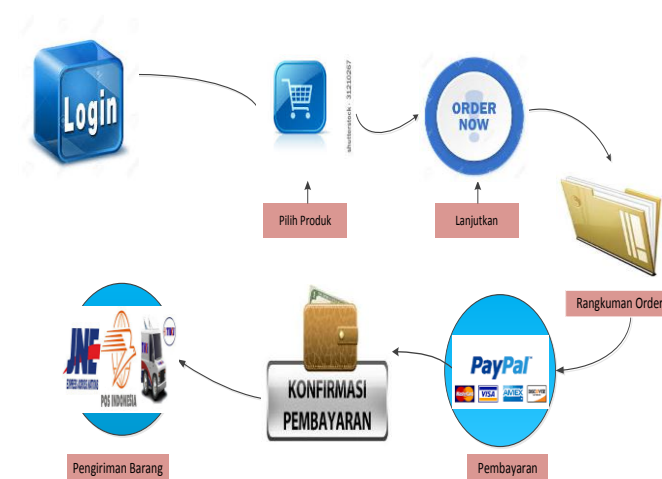 Login
shutterstock · 31210267
ORDER
NOW
Pilih Produk
Lanjutkan
Rangkuman Order
PayPal
VISA
AMEX
Pembayaran
KONFIRMASI
PEMBAYARAN
JNE
POS INDONESIA
Pengiriman Barang